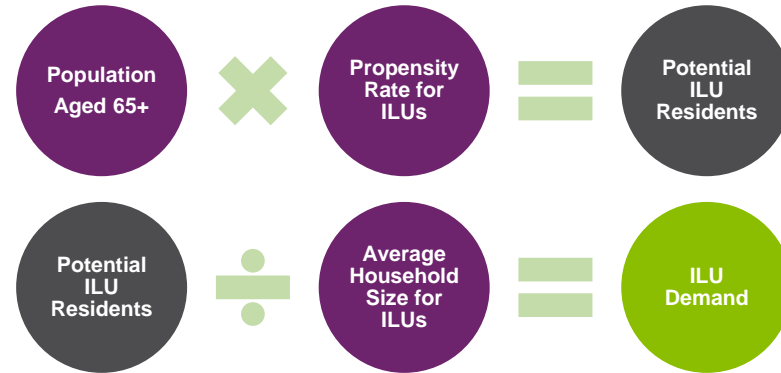 Population
Aged 65+
Propensity
Rate for
ILUs
Potential
ILU
Residents
Potential
ILU
Residents
Average
Household
Size for
ILUs
ILU
Demand